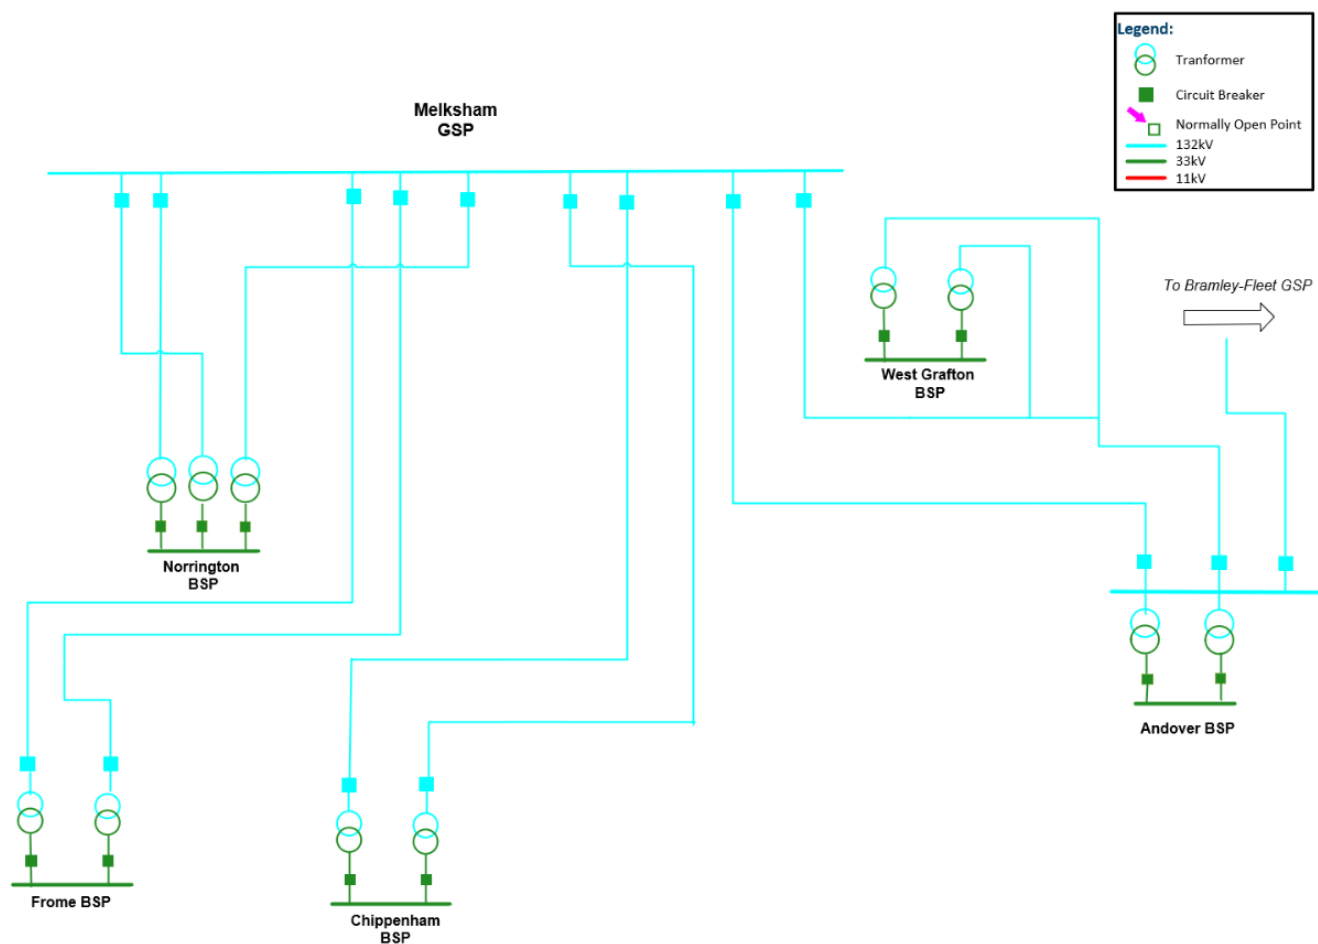 Legend:
Tranformer
Circuit Breaker
Normally Open Point
132kV
33kV
11kV
Melksham
GSP
To Bramley-Fleet GSP
West Grafton
BSP
Norrington
BSP
Andover BSP
Frome BSP
Chippenham
BSP